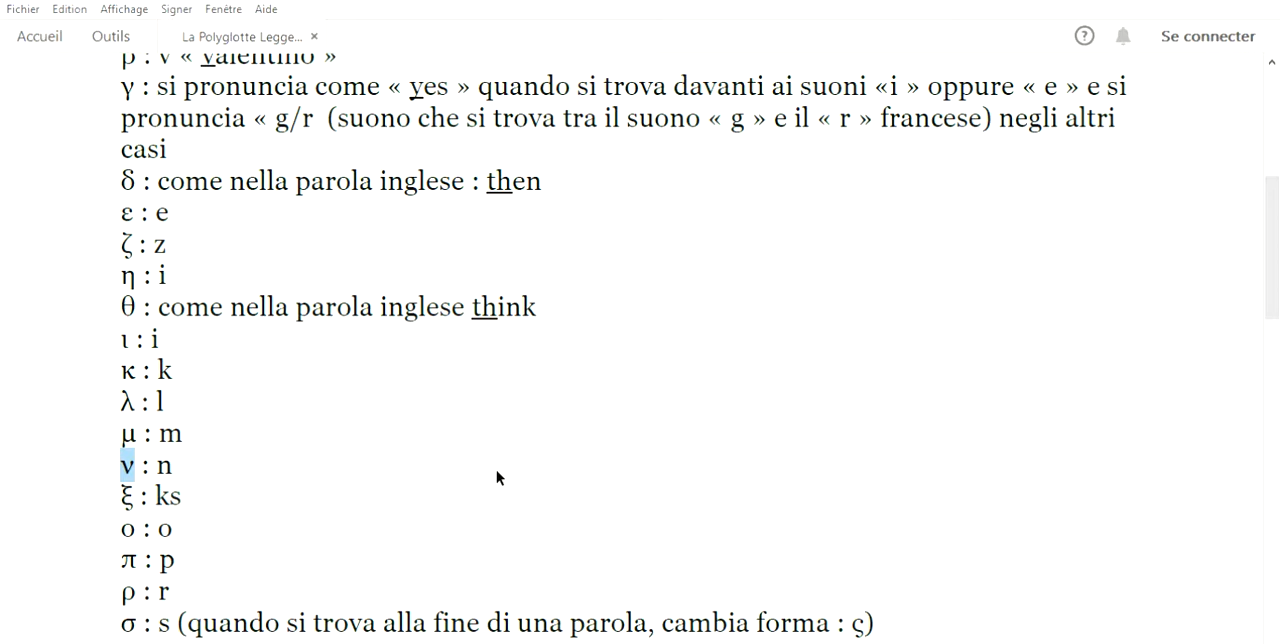 Fichier Edition Affichage Signer Fenêtre Aide
Accueil Outils La Polyglotte Legge... × ? Se connecter
β : v « valentino »
γ : si pronuncia come « yes » quando si trova davanti ai suoni «i » oppure « e » e si
pronuncia « g/r (suono che si trova tra il suono « g » e il « r » francese) negli altri
casi
δ : come nella parola inglese : then
ε : e
ζ : z
η : i
θ : come nella parola inglese think
ι : i
κ : k
λ : l
μ : m
ν : n
ξ : ks
ο : o
π : p
ρ : r
σ : s (quando si trova alla fine di una parola, cambia forma : ς)